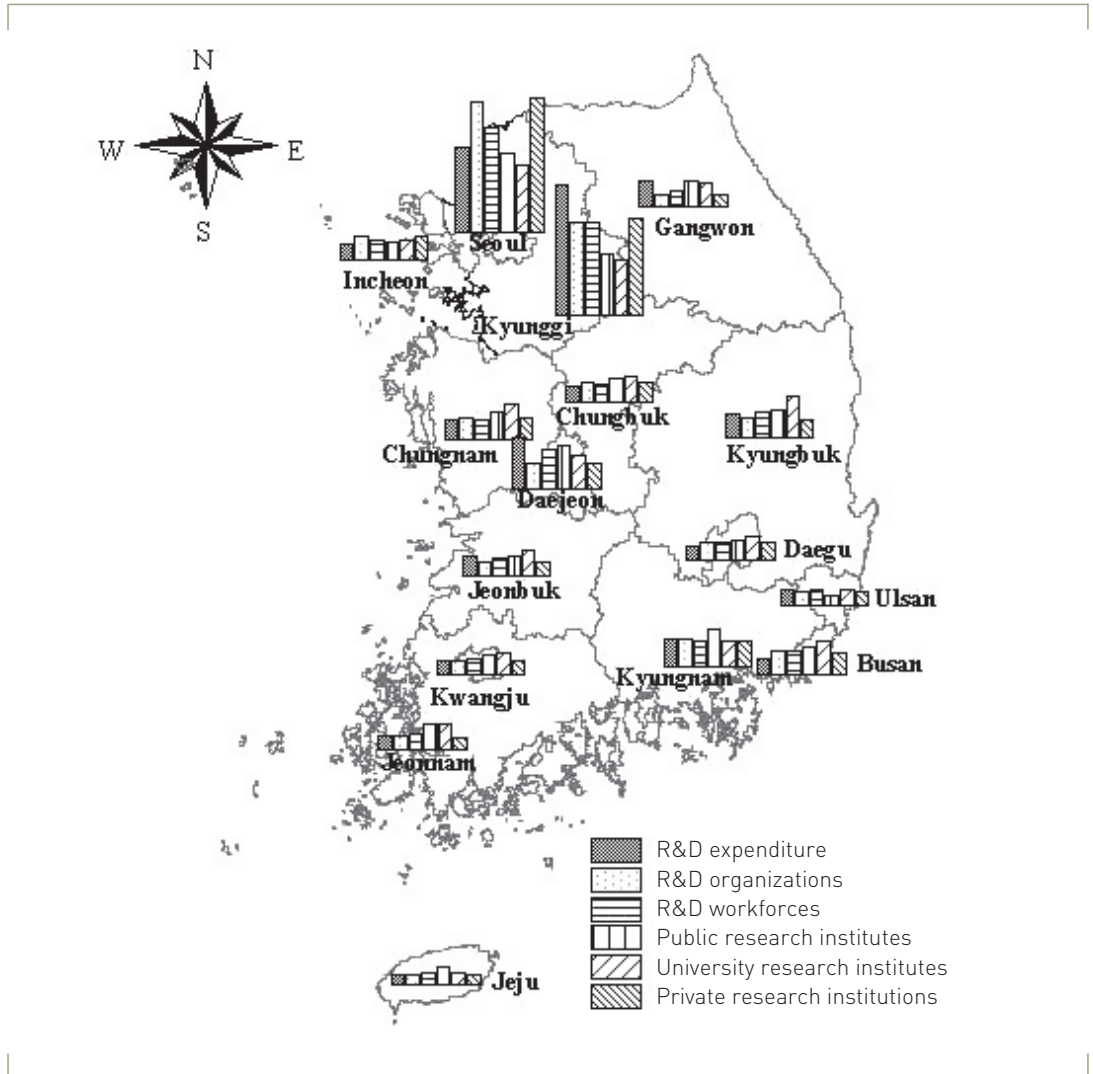 N
W
E
S
Seoul
Gangwon
Incheon
Kyunggi
Chungbuk
Chungnam
Kyungbuk
Daejeon
Daegu
Jeonbuk
Ulsan
Kyungnam
Busan
Kwangju
Jeonnam
R&D expenditure
R&D organizations
R&D workforces
Public research institutes
University research institutes
Private research institutions
Jeju